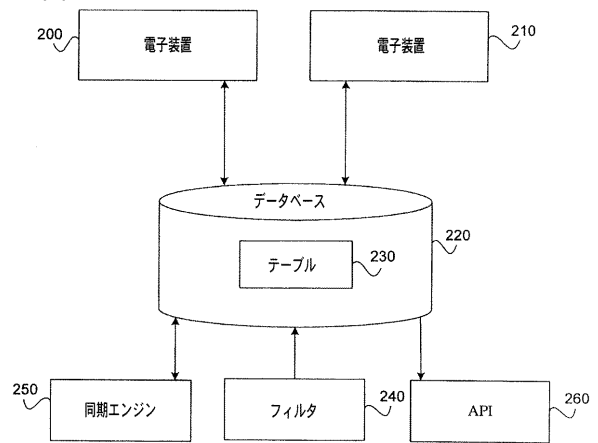 200
電子装置
電子装置
210
データベース
220
テーブル
230
250
同期エンジン
フィルタ
240
API
260